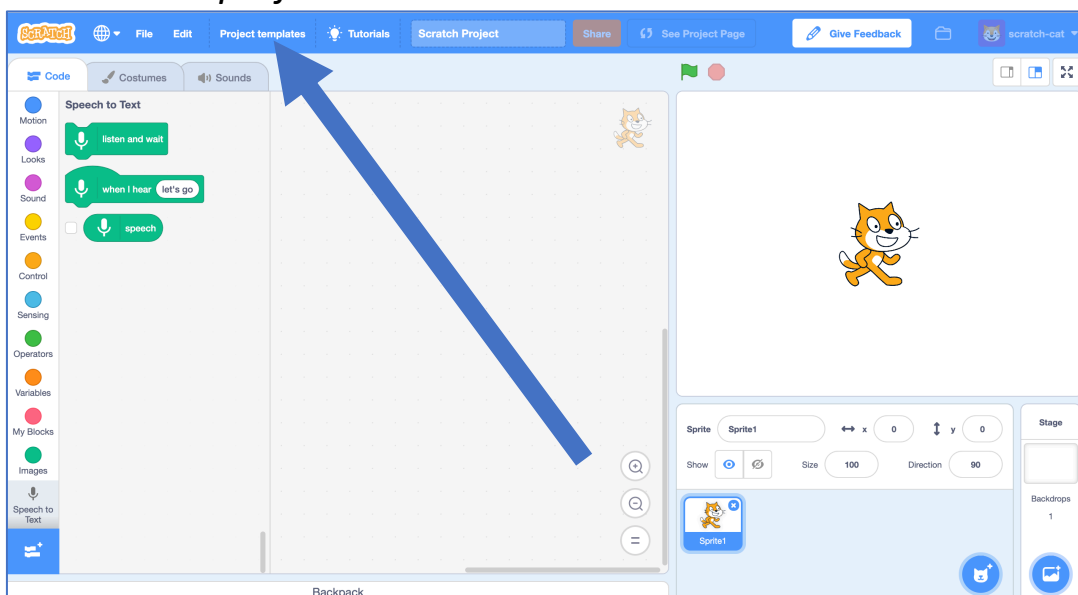 SCRATCH File Edit Project templates Tutorials Scratch Project Share See Project Page Give Feedback scratch-cat
Code Costumes Sounds
Motion
Looks
Sound
Events
Control
Sensing
Operators
Variables
My Blocks
Images
Speech to
Text
Speech to Text
listen and wait
when I hear let's go
speech
=
Backpack
Sprite Sprite1 x 0 y 0
Show Size 100 Direction 90
Sprite1
Stage
Backdrops
1